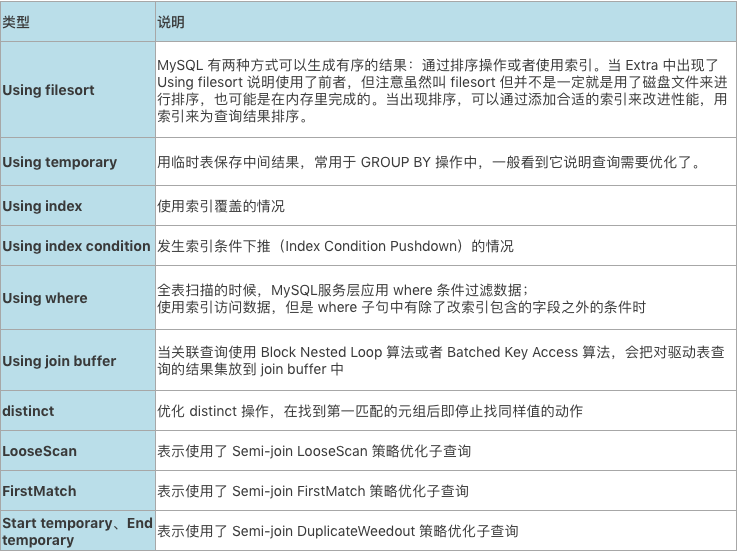 类型
说明
Using filesort
MySQL 有两种方式可以生成有序的结果：通过排序操作或者使用索引。当 Extra 中出现了
Using filesort 说明使用了前者，但注意虽然叫 filesort 但并不是一定就是用了磁盘文件来进
行排序，也可能是在内存里完成的。当出现排序，可以通过添加合适的索引来改进性能，用
索引来为查询结果排序。
Using temporary
用临时表保存中间结果，常用于 GROUP BY 操作中，一般看到它说明查询需要优化了。
Using index
使用索引覆盖的情况
Using index condition
发生索引条件下推（Index Condition Pushdown）的情况
Using where
全表扫描的时候，MySQL服务层应用 where 条件过滤数据；
使用索引访问数据，但是 where 子句中有除了改索引包含的字段之外的条件时
Using join buffer
当关联查询使用 Block Nested Loop 算法或者 Batched Key Access 算法，会把对驱动表查
询的结果集放到 join buffer 中
distinct
优化 distinct 操作，在找到第一匹配的元组后即停止找同样值的动作
LooseScan
表示使用了 Semi-join LooseScan 策略优化子查询
FirstMatch
表示使用了 Semi-join FirstMatch 策略优化子查询
Start temporary、End
temporary
表示使用了 Semi-join DuplicateWeedout 策略优化子查询